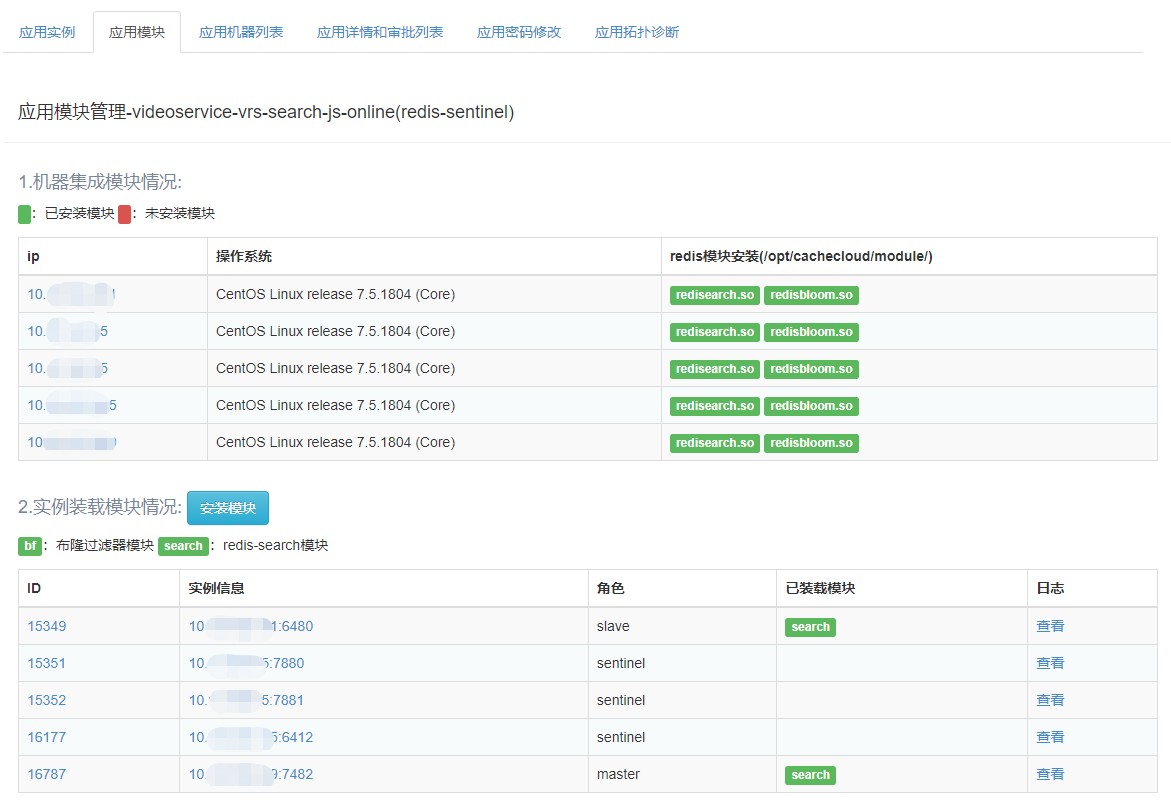 应用实例 应用模块 应用机器列表 应用详情和审批列表 应用密码修改 应用拓扑诊断
应用模块管理-videoservice-vrs-search-js-online(redis-sentinel)
1.机器集成模块情况:
: 已安装模块 : 未安装模块
ip 操作系统 redis模块安装(/opt/cachecloud/module/)
10. CentOS Linux release 7.5.1804 (Core) redisearch.so redisbloom.so
10. 5 CentOS Linux release 7.5.1804 (Core) redisearch.so redisbloom.so
10. 5 CentOS Linux release 7.5.1804 (Core) redisearch.so redisbloom.so
10. 5 CentOS Linux release 7.5.1804 (Core) redisearch.so redisbloom.so
10 CentOS Linux release 7.5.1804 (Core) redisearch.so redisbloom.so
2.实例装载模块情况: 安装模块
bf : 布隆过滤器模块 search : redis-search模块
ID 实例信息 角色 已装载模块 日志
15349 10 1:6480 slave search 查看
15351 10. 5:7880 sentinel 查看
15352 10. 5:7881 sentinel 查看
16177 10. 5:6412 sentinel 查看
16787 10. 9:7482 master search 查看